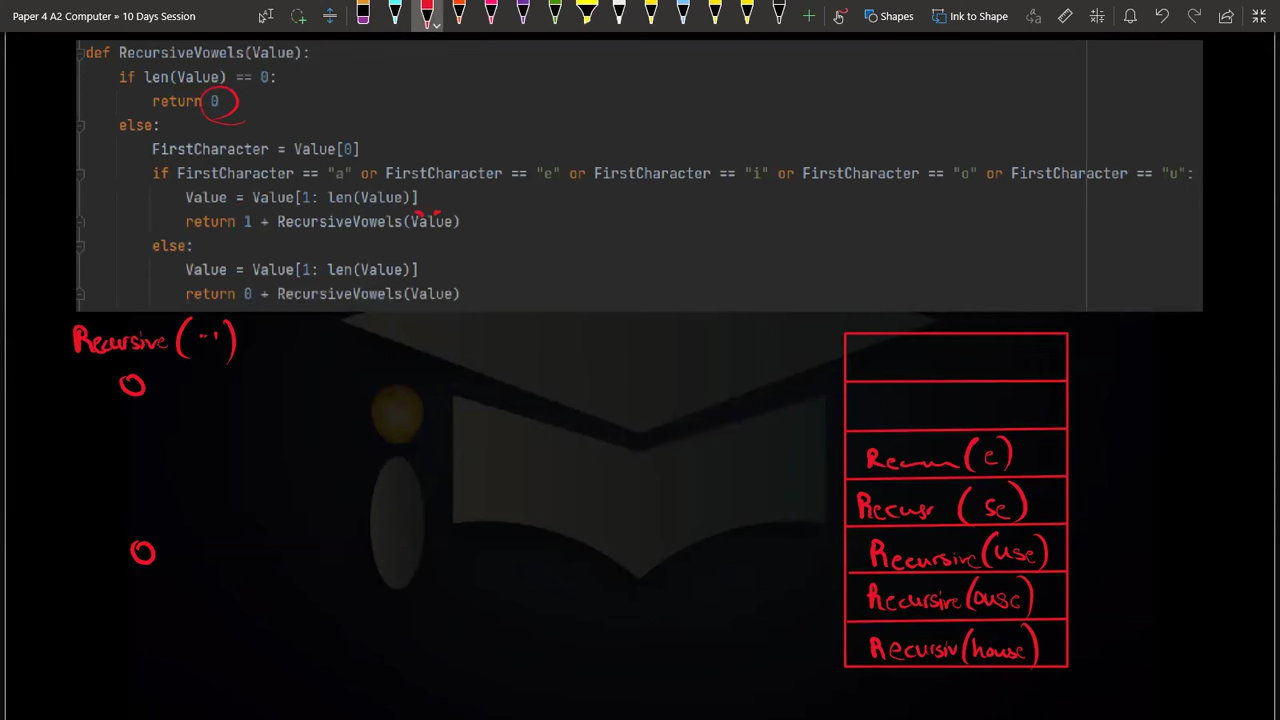 Paper 4 A2 Computer » 10 Days Session
Shapes
Ink to Shape
def RecursiveVowels(Value):
if len(Value) == 0:
return 0
else:
FirstCharacter = Value[0]
if FirstCharacter == "a" or FirstCharacter == "e" or FirstCharacter == "i" or FirstCharacter == "o" or FirstCharacter == "u":
Value = Value[1: len(Value)]
return 1 + RecursiveVowels(Value)
else:
Value = Value[1: len(Value)]
return 0 + RecursiveVowels(Value)
Recursive ("")
0
0
(e)
Recusr (se)
Recursive(use)
Recursive(ouse)
Recursiv(house)